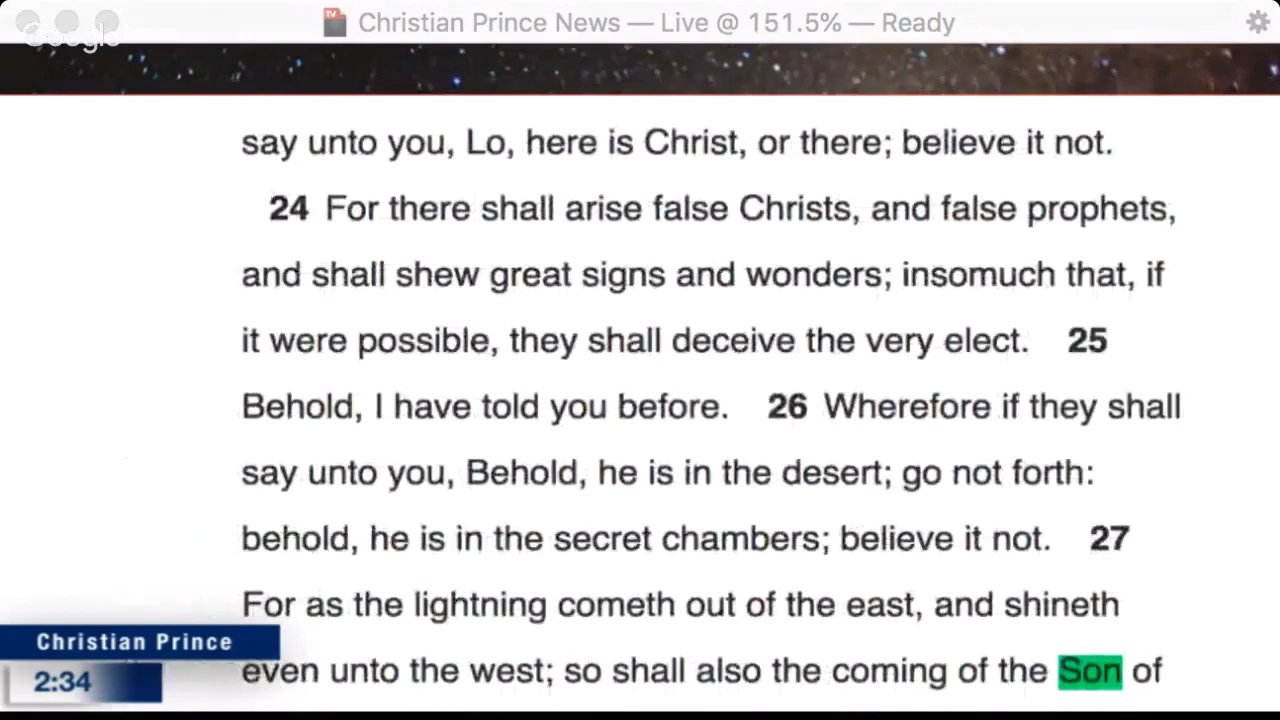 Christian Prince News — Live @ 151.5% — Ready
Google
say unto you, Lo, here is Christ, or there; believe it not.
24 For there shall arise false Christs, and false prophets,
and shall shew great signs and wonders; insomuch that, if
it were possible, they shall deceive the very elect. 25
Behold, I have told you before. 26 Wherefore if they shall
say unto you, Behold, he is in the desert; go not forth:
behold, he is in the secret chambers; believe it not. 27
For as the lightning cometh out of the east, and shineth
even unto the west; so shall also the coming of the Son of
Christian Prince
2:34